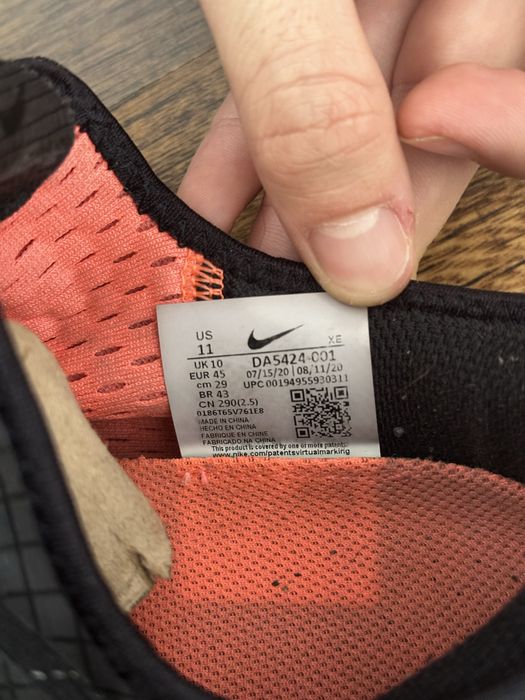 US
11
XE
UK 10
DA5424-001
EUR 45
07/15/20 | 08/11/20
cm 29
UPC 00194955930311
BR 43
CN 290(2.5)
0186T65V761E8
MADE IN CHINA
HECHO EN CHINA
FABRIQUE EN CHINE
FABRICADO NA CHINA
This product is covered by one or more patents.
www.nike.com/patentsvirtualmarking